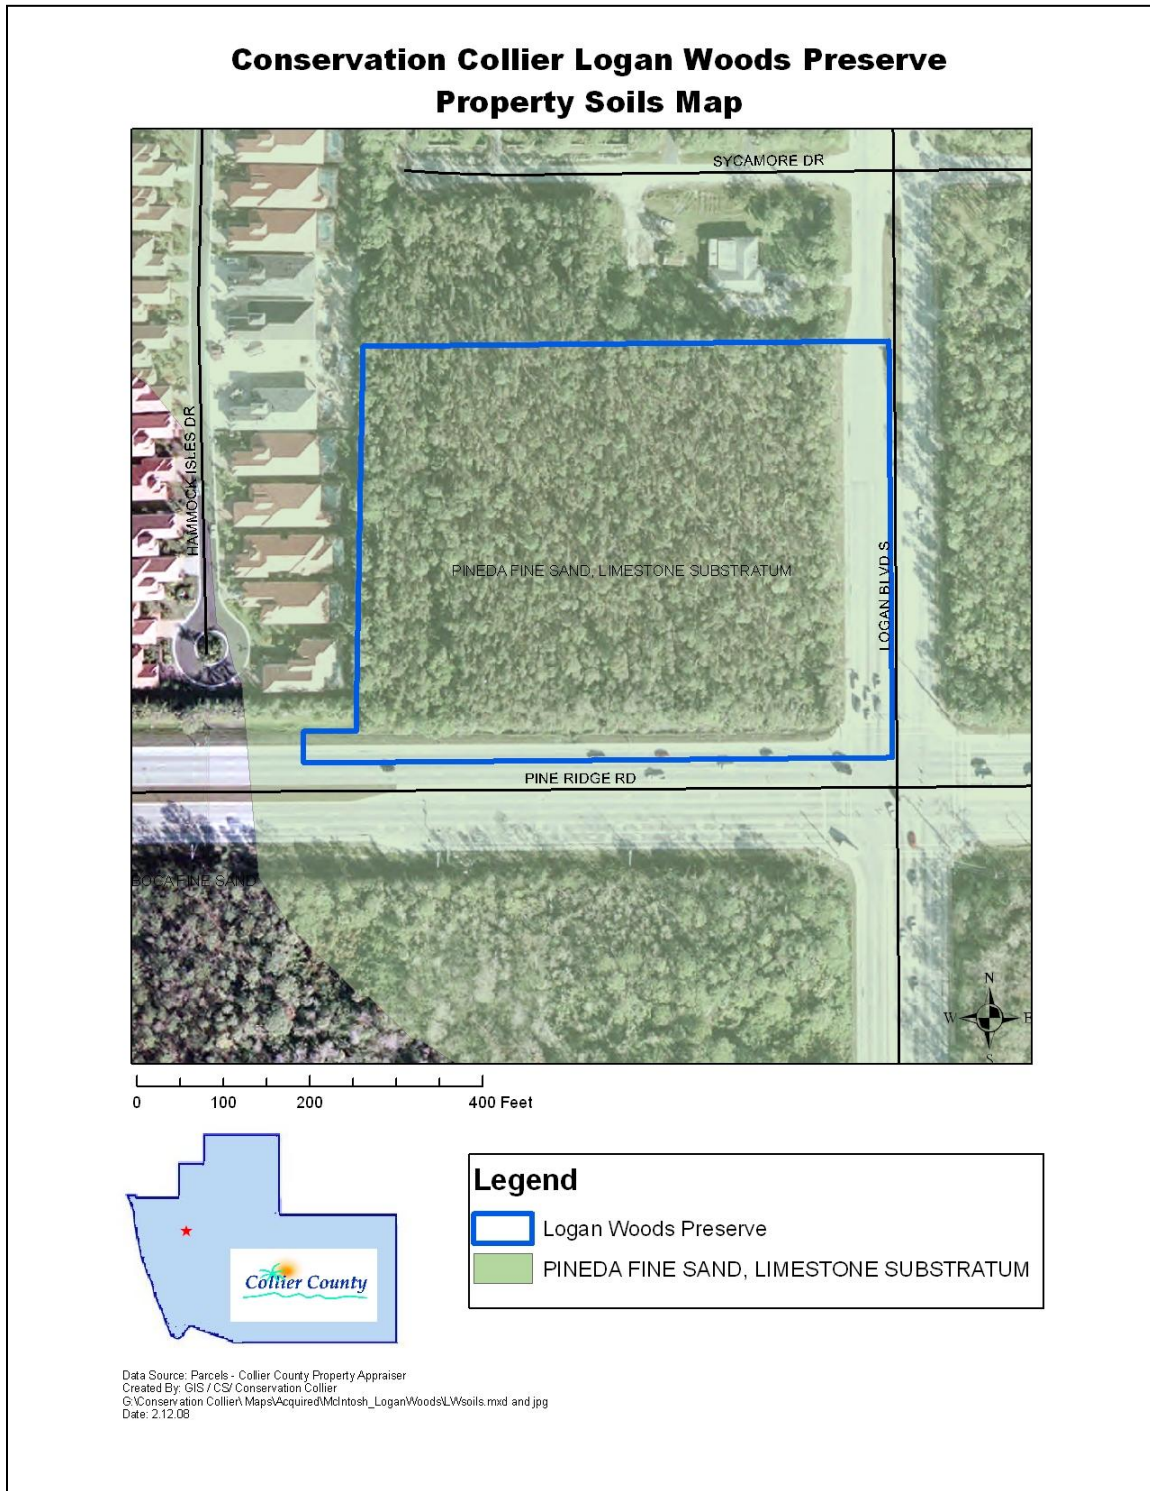 Conservation Collier Logan Woods Preserve
Property Soils Map
SYCAMORE DR
HAMMOCK ISLES DR
PINEDA FINE SAND, LIMESTONE SUBSTRATUM
LOGAN BLVD S
PINE RIDGE RD
BOCA FINE SAND
N
W E
S
0 100 200 400 Feet
Collier County
Legend
Logan Woods Preserve
PINEDA FINE SAND, LIMESTONE SUBSTRATUM
Data Source: Parcels - Collier County Property Appraiser
Created By: GIS / CS/ Conservation Collier
G:\Conservation Collier\Maps\Acquired\McIntosh_LoganWoods\LWsoils.mxd and jpg
Date: 2.12.08